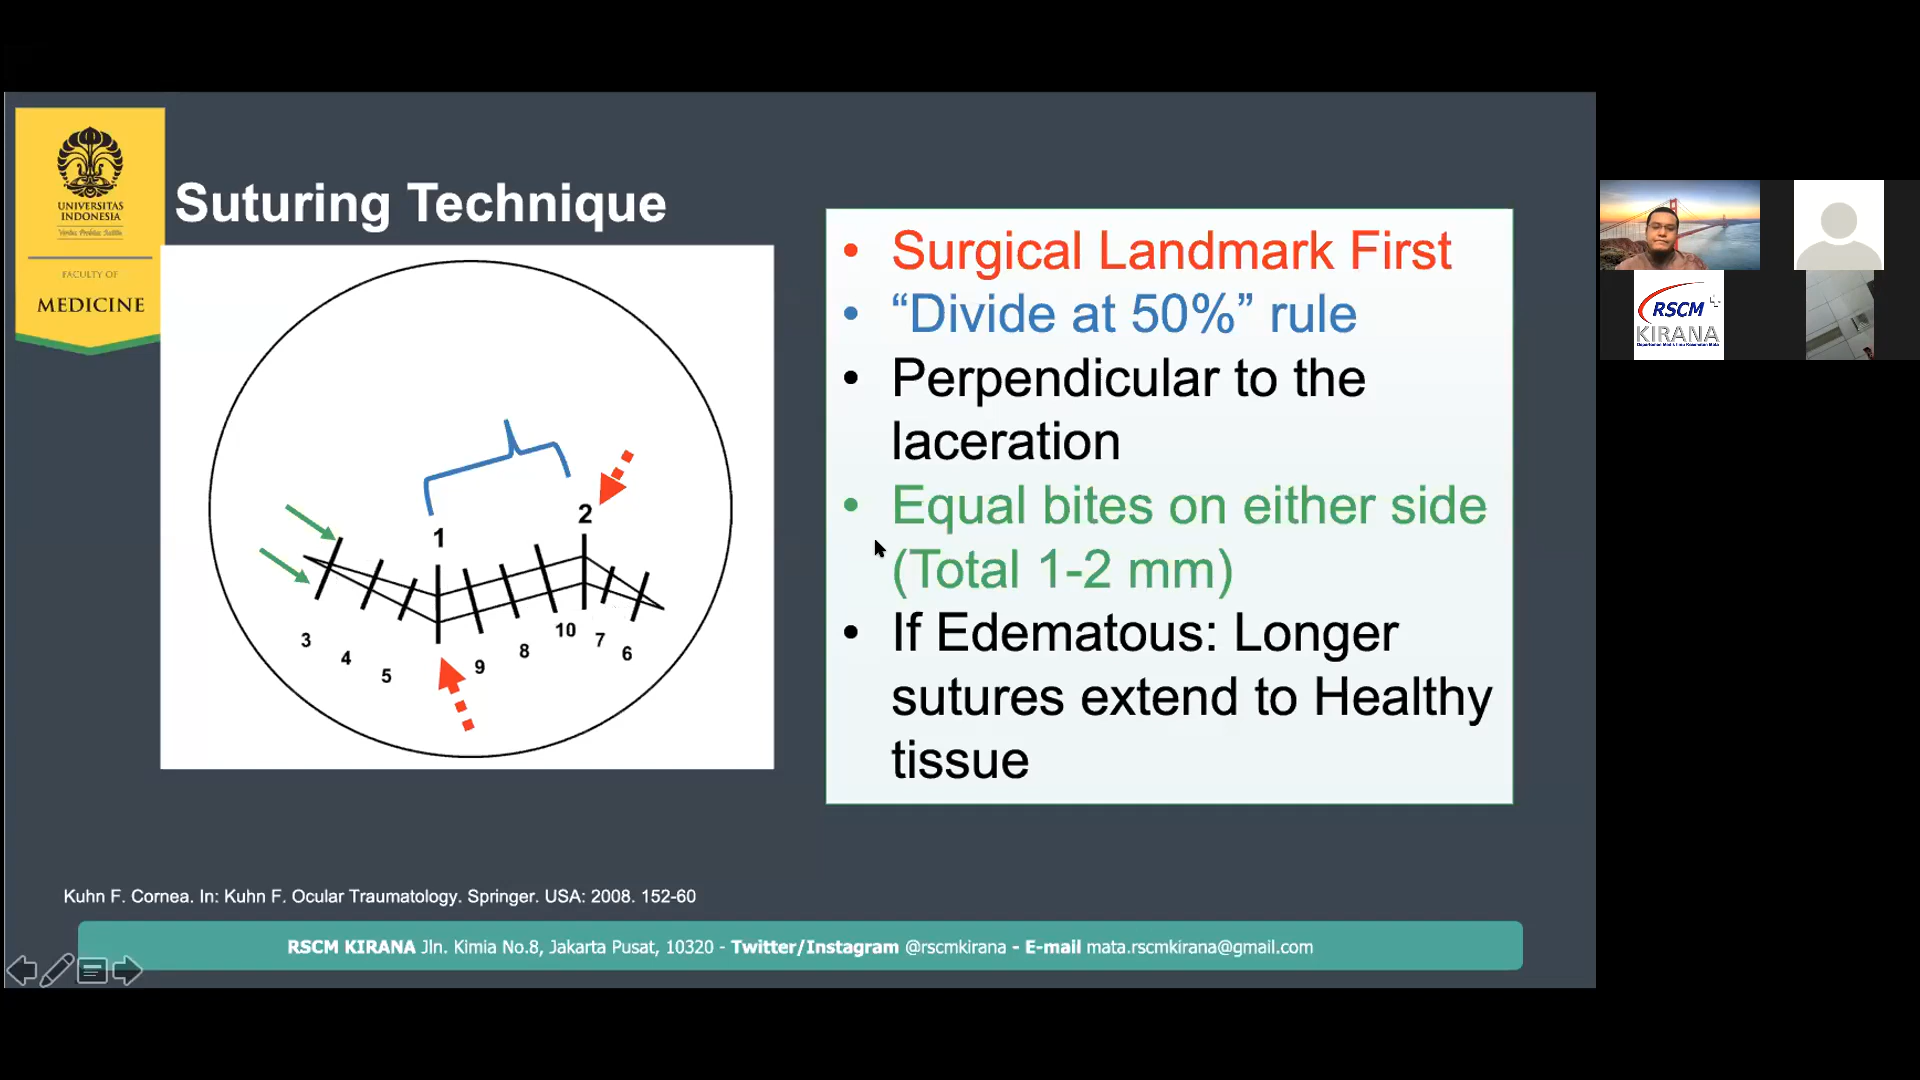 UNIVERSITAS
INDONESIA
FACULTY OF
MEDICINE
Suturing Technique
1
2
3
4
5
9
8
10
7
6
• Surgical Landmark First
• “Divide at 50%” rule
• Perpendicular to the
laceration
• Equal bites on either side
(Total 1-2 mm)
• If Edematous: Longer
sutures extend to Healthy
tissue
Kuhn F. Cornea. In: Kuhn F. Ocular Traumatology. Springer. USA: 2008. 152-60
RSCM KIRANA Jln. Kimia No.8, Jakarta Pusat, 10320 - Twitter/Instagram @rscmkirana - E-mail mata.rscmkirana@gmail.com
RSCM
KIRANA